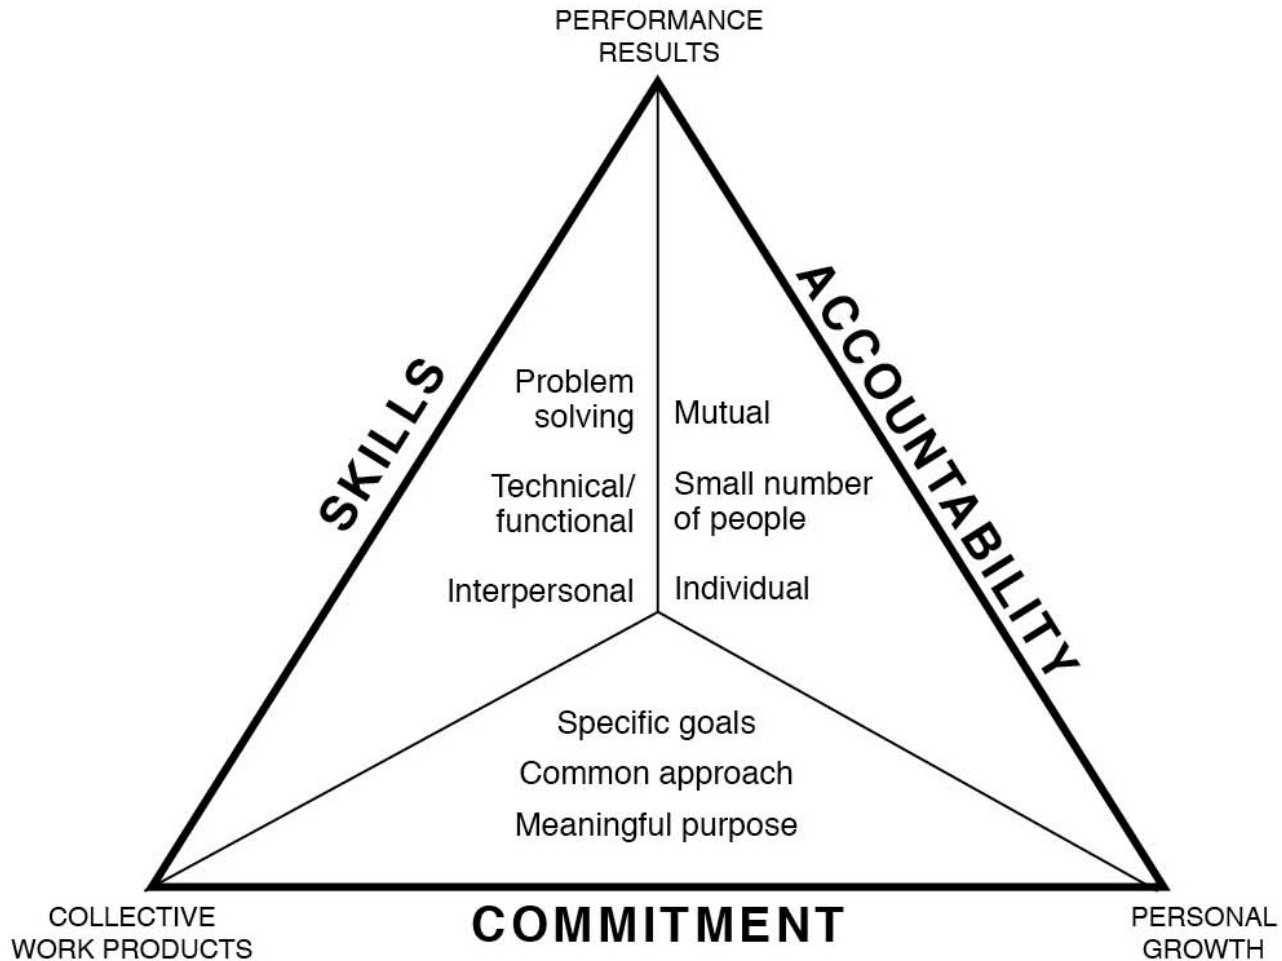 PERFORMANCE
RESULTS
SKILLS
ACCOUNTABILITY
Problem
solving
Technical/
functional
Interpersonal
Mutual
Small number
of people
Individual
Specific goals
Common approach
Meaningful purpose
COLLECTIVE
WORK PRODUCTS
COMMITMENT
PERSONAL
GROWTH